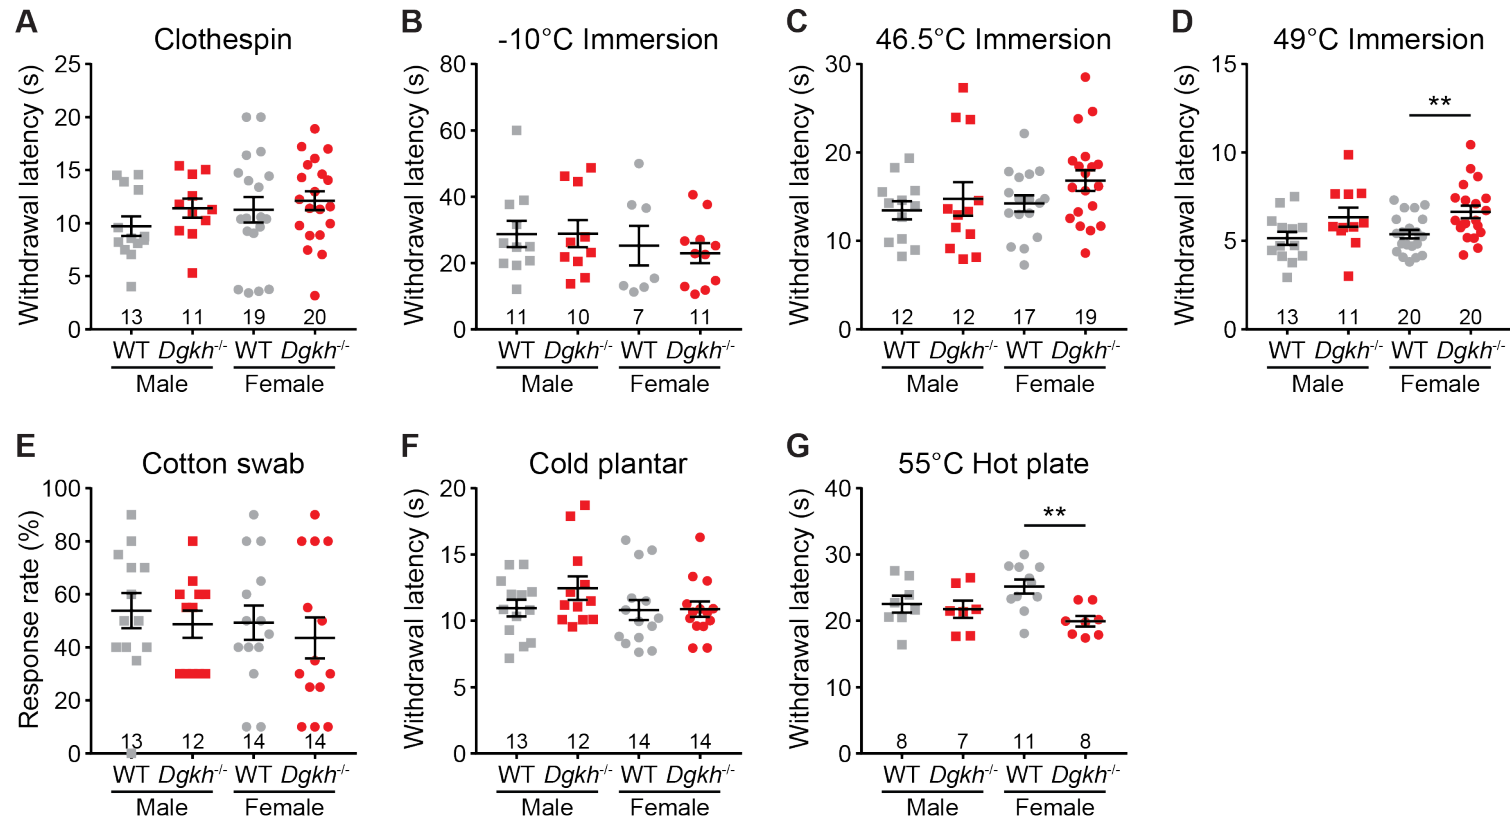 A
Clothespin
Withdrawal latency (s)
25
20
15
10
5
0
13 11 19 20
WT Dgkh-/- WT Dgkh-/-
Male Female
B
-10°C Immersion
Withdrawal latency (s)
80
60
40
20
0
11 10 7 11
WT Dgkh-/- WT Dgkh-/-
Male Female
C
46.5°C Immersion
Withdrawal latency (s)
30
20
10
0
12 12 17 19
WT Dgkh-/- WT Dgkh-/-
Male Female
D
49°C Immersion
Withdrawal latency (s)
15
10
5
0
**
13 11 20 20
WT Dgkh-/- WT Dgkh-/-
Male Female
E
Cotton swab
Response rate (%)
100
80
60
40
20
0
13 12 14 14
WT Dgkh-/- WT Dgkh-/-
Male Female
F
Cold plantar
Withdrawal latency (s)
20
15
10
5
0
13 12 14 14
WT Dgkh-/- WT Dgkh-/-
Male Female
G
55°C Hot plate
Withdrawal latency (s)
40
30
20
10
0
**
8 7 11 8
WT Dgkh-/- WT Dgkh-/-
Male Female